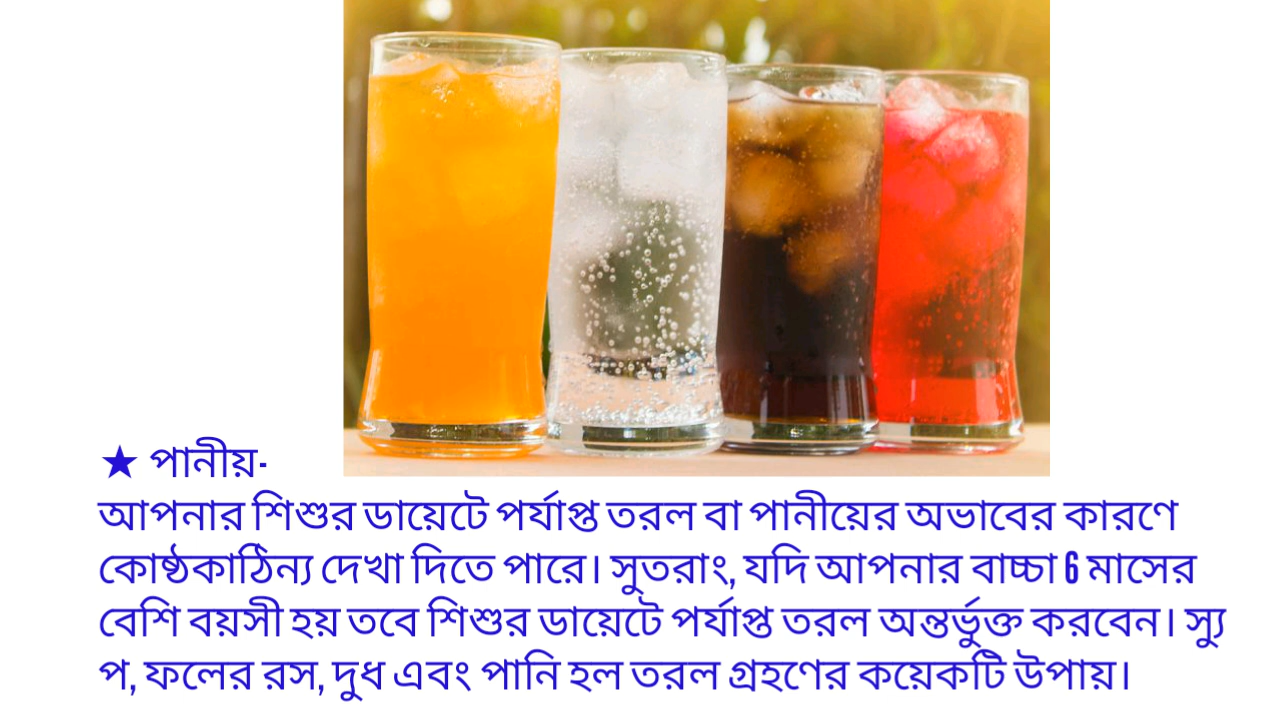 ★ পানীয়-
আপনার শিশুর ডায়েটে পর্যাপ্ত তরল বা পানীয়ের অভাবের কারণে
কোষ্ঠকাঠিন্য দেখা দিতে পারে। সুতরাং, যদি আপনার বাচ্চা 6 মাসের
বেশি বয়সী হয় তবে শিশুর ডায়েটে পর্যাপ্ত তরল অন্তর্ভুক্ত করবেন। স্যু
প, ফলের রস, দুধ এবং পানি হল তরল গ্রহণের কয়েকটি উপায়।